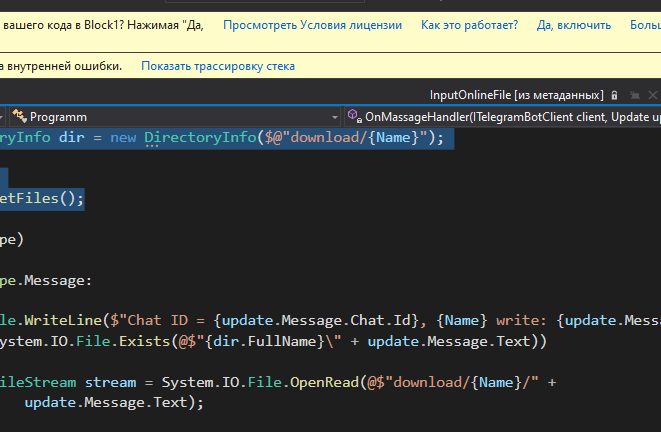 вашего кода в Block1? Нажимая "Да, Просмотреть Условия лицензии Как это работает? Да, включить
внутренней ошибки. Показать трассировку стека
InputOnlineFile [из метаданных]
Programm OnMassageHandler(ITelegramBotClient client, Update up
ryInfo dir = new DirectoryInfo($@"download/{Name}");
etFiles();
pe)
pe.Message:
le.WriteLine($"Chat ID = {update.Message.Chat.Id}, {Name} write: {update.Messa
ystem.IO.File.Exists(@$"{dir.FullName}\" + update.Message.Text))
ileStream stream = System.IO.File.OpenRead(@$"download/{Name}/" +
update.Message.Text);